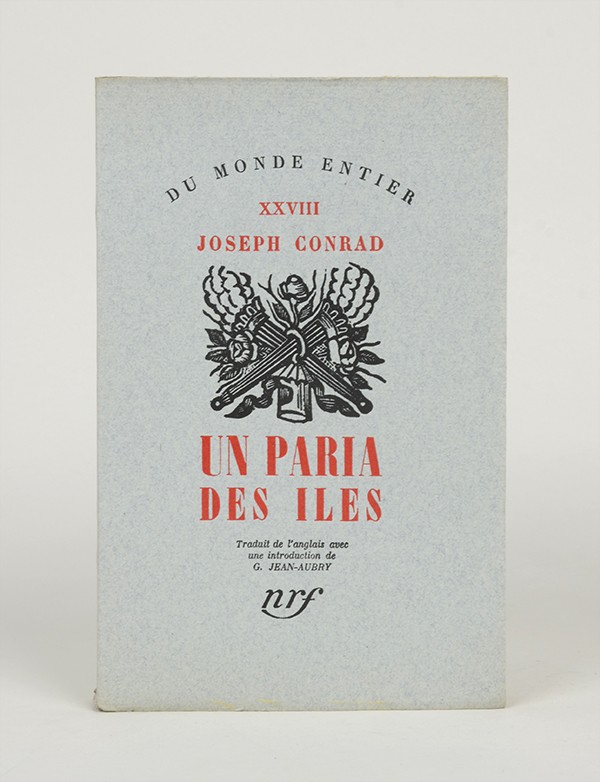 DU MONDE ENTIER
XXVIII
JOSEPH CONRAD
UN PARIA
DES ILES
Traduit de l'anglais avec
une introduction de
G. JEAN-AUBRY
nrf